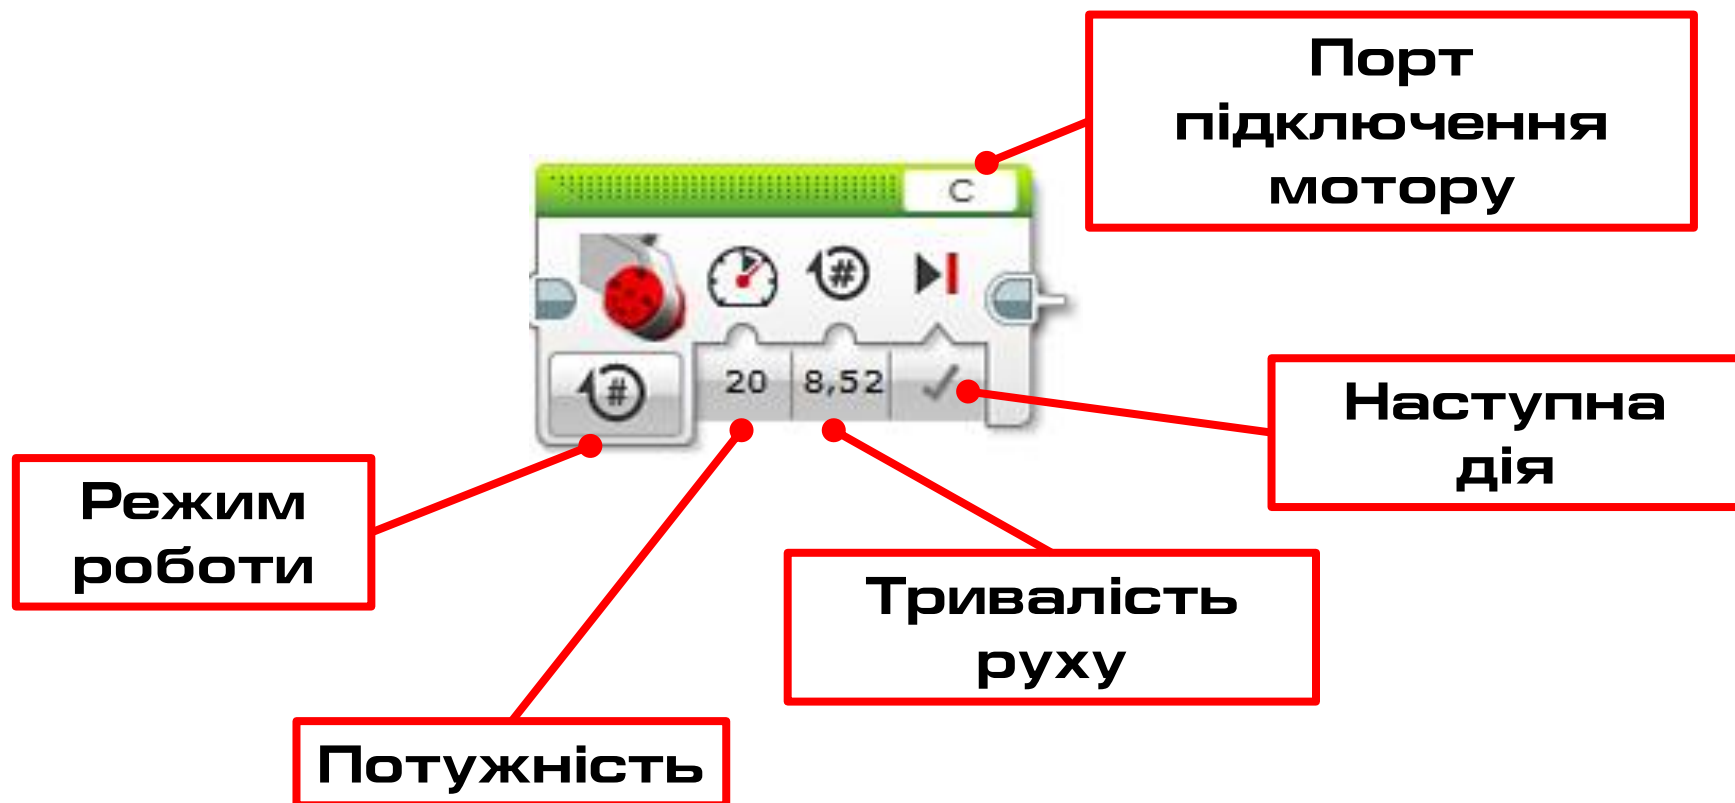 Порт
підключення
мотору
C
#
#
20
8,52
Наступна
дія
Режим
роботи
Тривалість
руху
Потужність